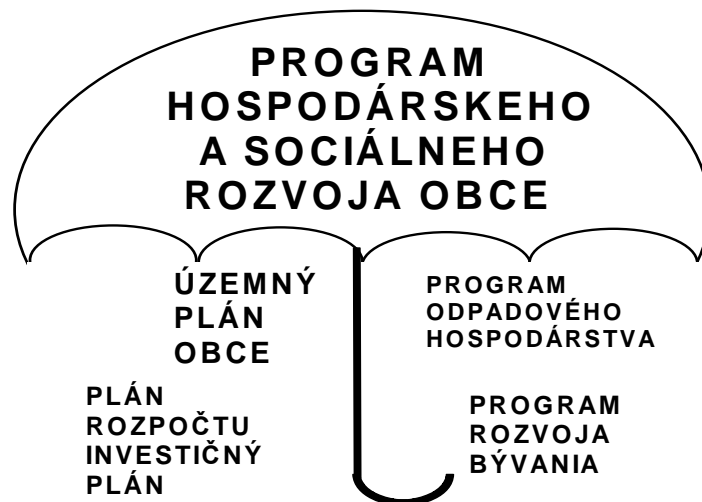 PROGRAM
HOSPODÁRSKEHO
A SOCIÁLNEHO
ROZVOJA OBCE
ÚZEMNÝ
PLÁN
OBCE
PROGRAM
ODPADOVÉHO
HOSPODÁRSTVA
PLÁN
ROZPOČTU
INVESTIČNÝ
PLÁN
PROGRAM
ROZVOJA
BÝVANIA